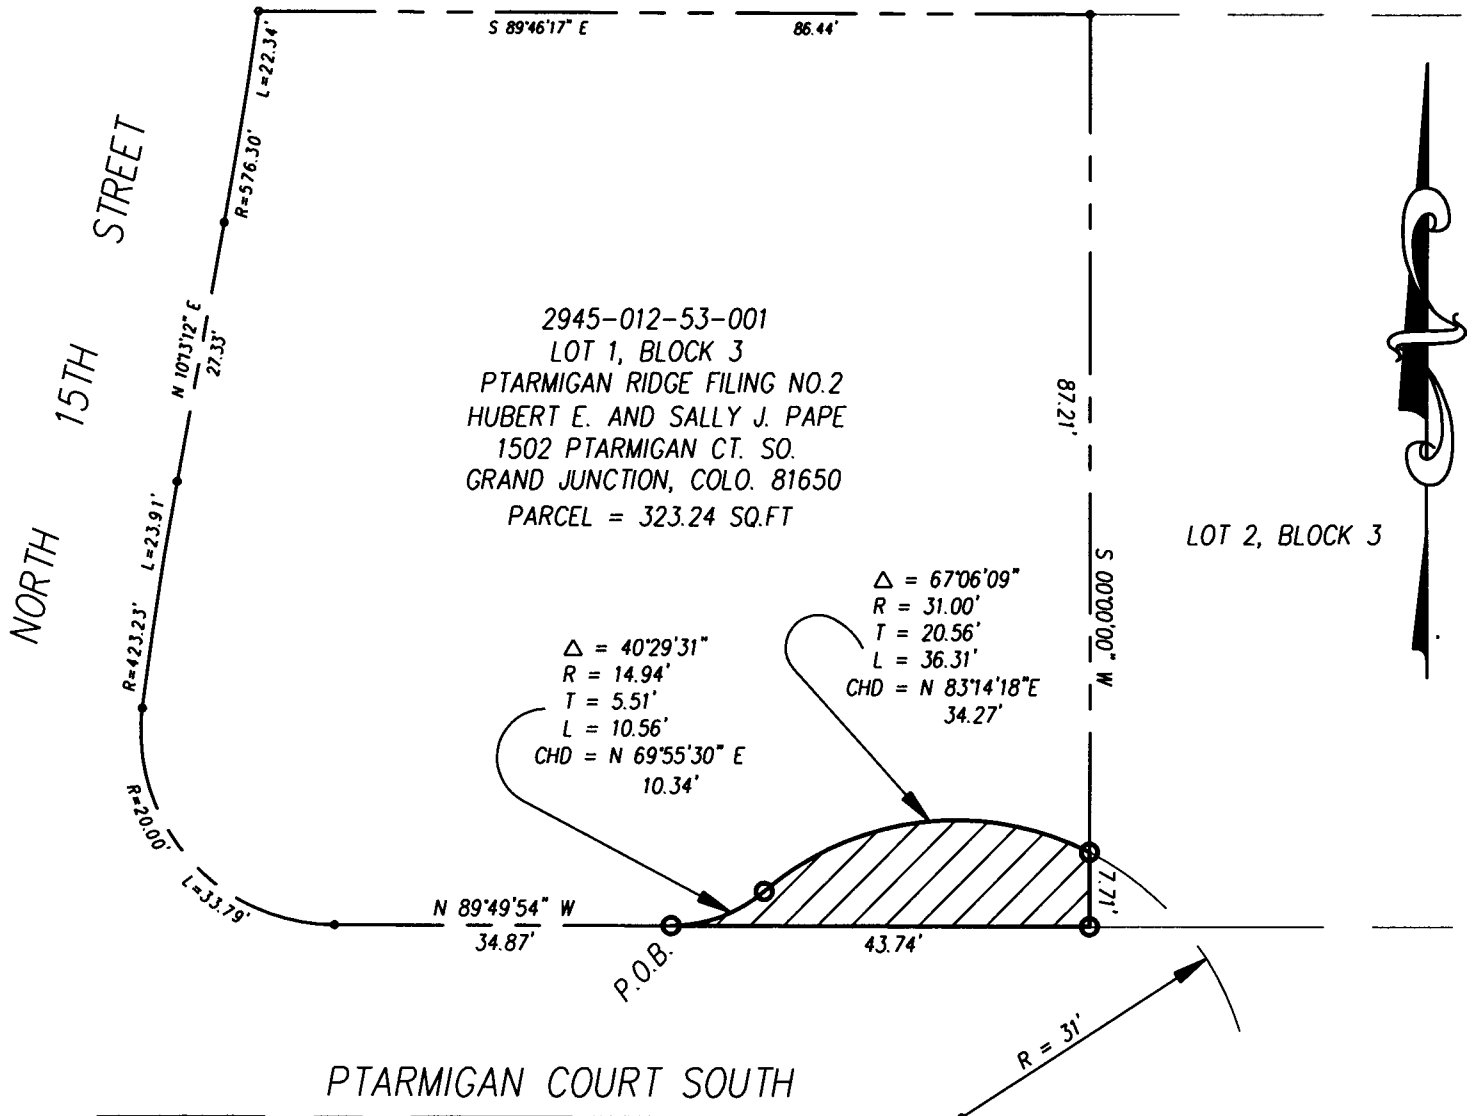 S 89°46'17" E 86.44'
L=22.34'
R=576.30'
NORTH 15TH STREET
N 10°13'12" E
27.33'
L=23.91'
R=423.23'
2945-012-53-001
LOT 1, BLOCK 3
PTARMIGAN RIDGE FILING NO.2
HUBERT E. AND SALLY J. PAPE
1502 PTARMIGAN CT. SO.
GRAND JUNCTION, COLO. 81650
PARCEL = 323.24 SQ.FT
87.21'
S 00°00'00" W
LOT 2, BLOCK 3
Δ = 67°06'09"
R = 31.00'
T = 20.56'
L = 36.31'
CHD = N 83°14'18"E
34.27'
Δ = 40°29'31"
R = 14.94'
T = 5.51'
L = 10.56'
CHD = N 69°55'30" E
10.34'
R=20.00'
L=33.79'
N 89°49'54" W
34.87'
P.O.B.
43.74'
7.71'
R = 31'
PTARMIGAN COURT SOUTH